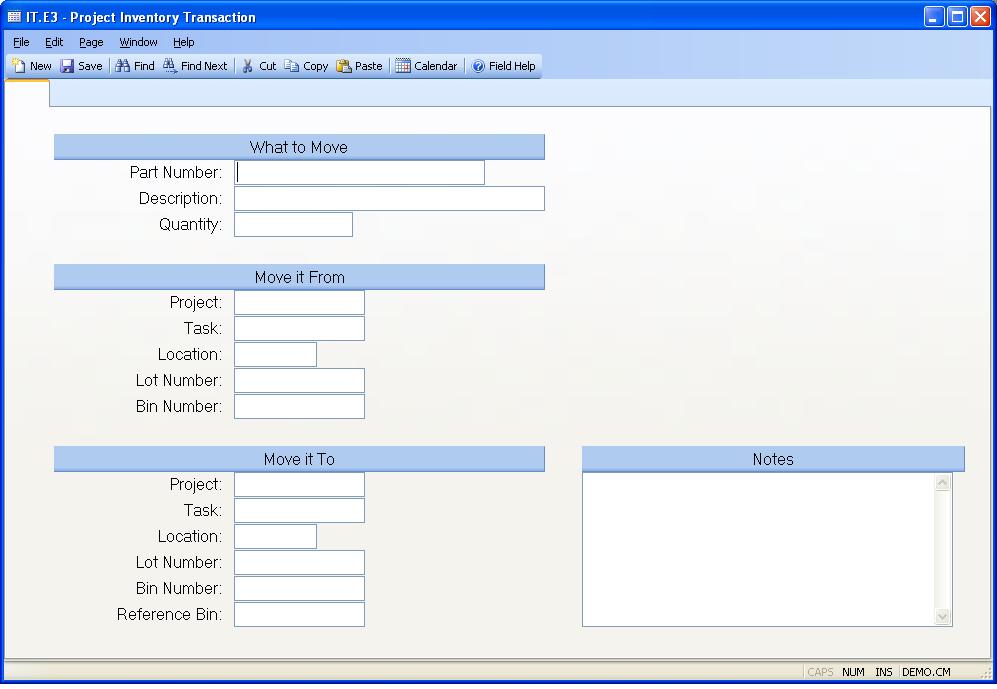 IT.E3 - Project Inventory Transaction
File Edit Page Window Help
New Save Find Find Next Cut Copy Paste Calendar Field Help
What to Move
Part Number:
Description:
Quantity:
Move it From
Project:
Task:
Location:
Lot Number:
Bin Number:
Move it To
Project:
Task:
Location:
Lot Number:
Bin Number:
Reference Bin:
Notes
CAPS NUM INS DEMO.CM